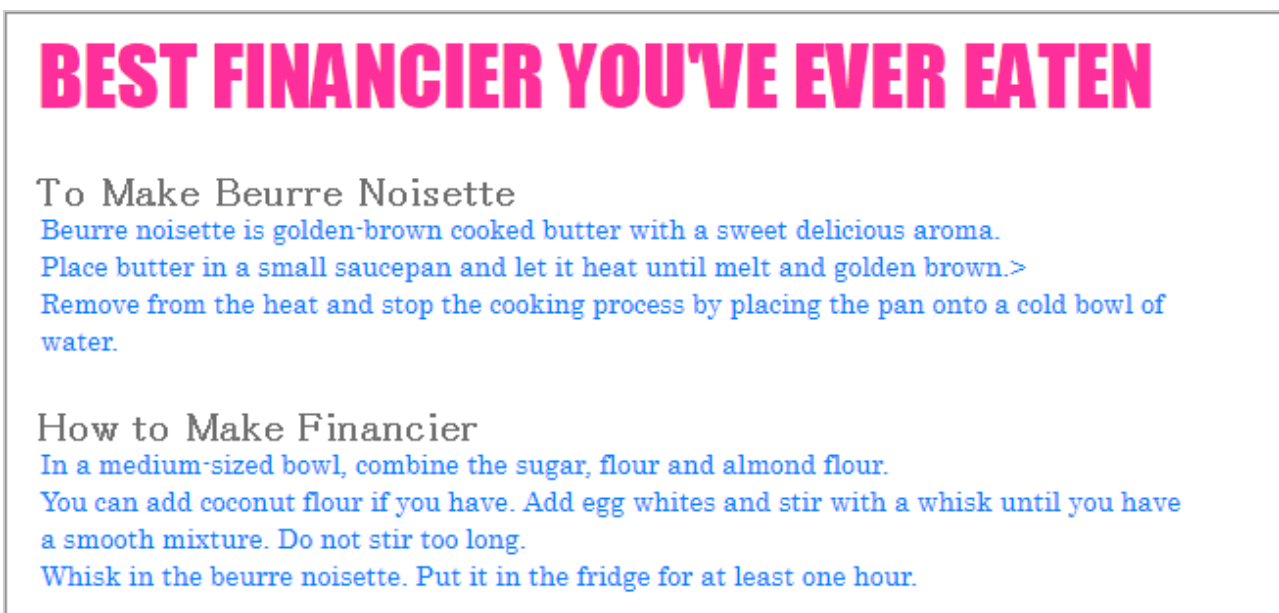 BEST FINANCIER YOU'VE EVER EATEN
To Make Beurre Noisette
Beurre noisette is golden-brown cooked butter with a sweet delicious aroma.
Place butter in a small saucepan and let it heat until melt and golden brown.>
Remove from the heat and stop the cooking process by placing the pan onto a cold bowl of
water.
How to Make Financier
In a medium-sized bowl, combine the sugar, flour and almond flour.
You can add coconut flour if you have. Add egg whites and stir with a whisk until you have
a smooth mixture. Do not stir too long.
Whisk in the beurre noisette. Put it in the fridge for at least one hour.